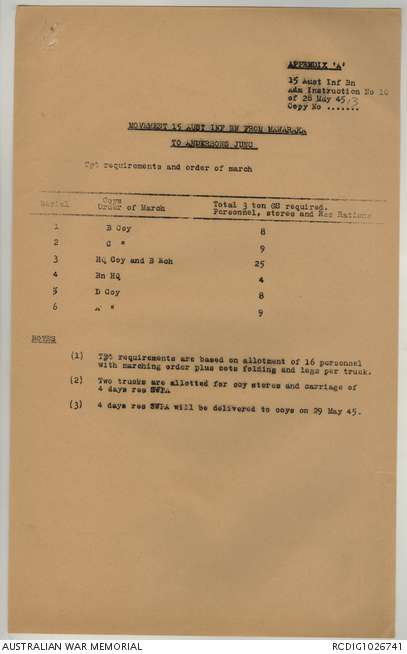 APPENDIX 'A'
15 Aust Inf Bn
Adm Instruction No 10
of 28 May 45
Copy No ......
MOVEMENT 15 AUST INF BN FROM MAWARAKA
TO ANDERSONS JUNC
Tpt requirements and order of march
Serial Coys Order of March Total 3 ton GS required. Personnel, stores and Res Rations
1 B Coy 8
2 C " 9
3 HQ Coy and B Ech 25
4 Bn HQ 4
5 D Coy 8
6 A " 9
NOTES
(1) Tpt requirements are based on allotment of 16 personnel
with marching order plus cots folding and legs per truck.
(2) Two trucks are allotted for coy stores and carriage of
4 days res SWPA
(3) 4 days res SWPA will be delivered to coys on 29 May 45.
AUSTRALIAN WAR MEMORIAL RCDIG1026741